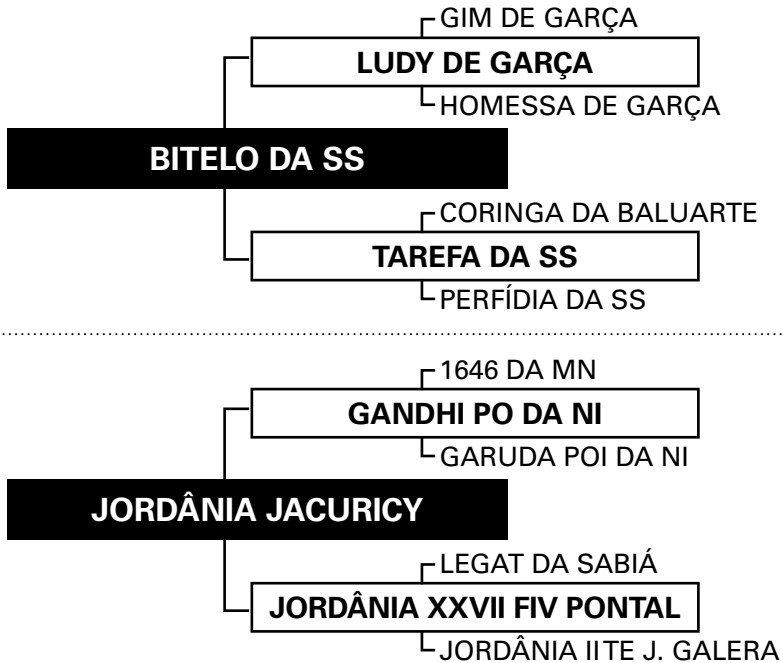 GIM DE GARÇA
LUDY DE GARÇA
HOMESSA DE GARÇA
BITELO DA SS
CORINGA DA BALUARTE
TAREFA DA SS
PERFÍDIA DA SS
1646 DA MN
GANDHI PO DA NI
GARUDA POI DA NI
JORDÂNIA JACURICY
LEGAT DA SABIÁ
JORDÂNIA XXVII FIV PONTAL
JORDÂNIA II TE J. GALERA